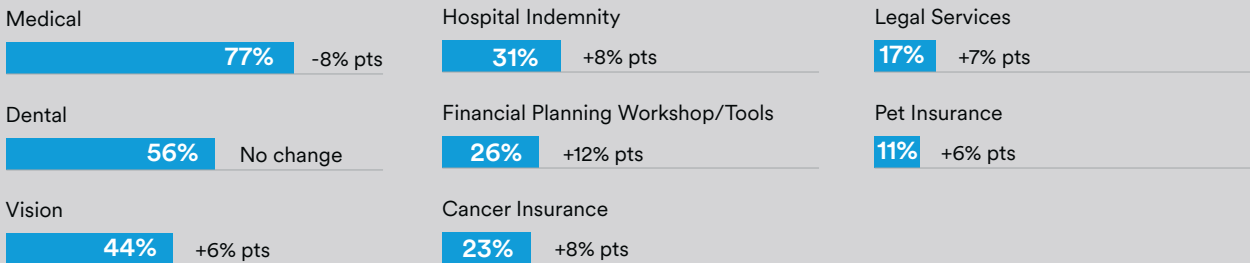 Medical
77% -8% pts
Dental
56% No change
Vision
44% +6% pts
Hospital Indemnity
31% +8% pts
Financial Planning Workshop/Tools
26% +12% pts
Cancer Insurance
23% +8% pts
Legal Services
17% +7% pts
Pet Insurance
11% +6% pts